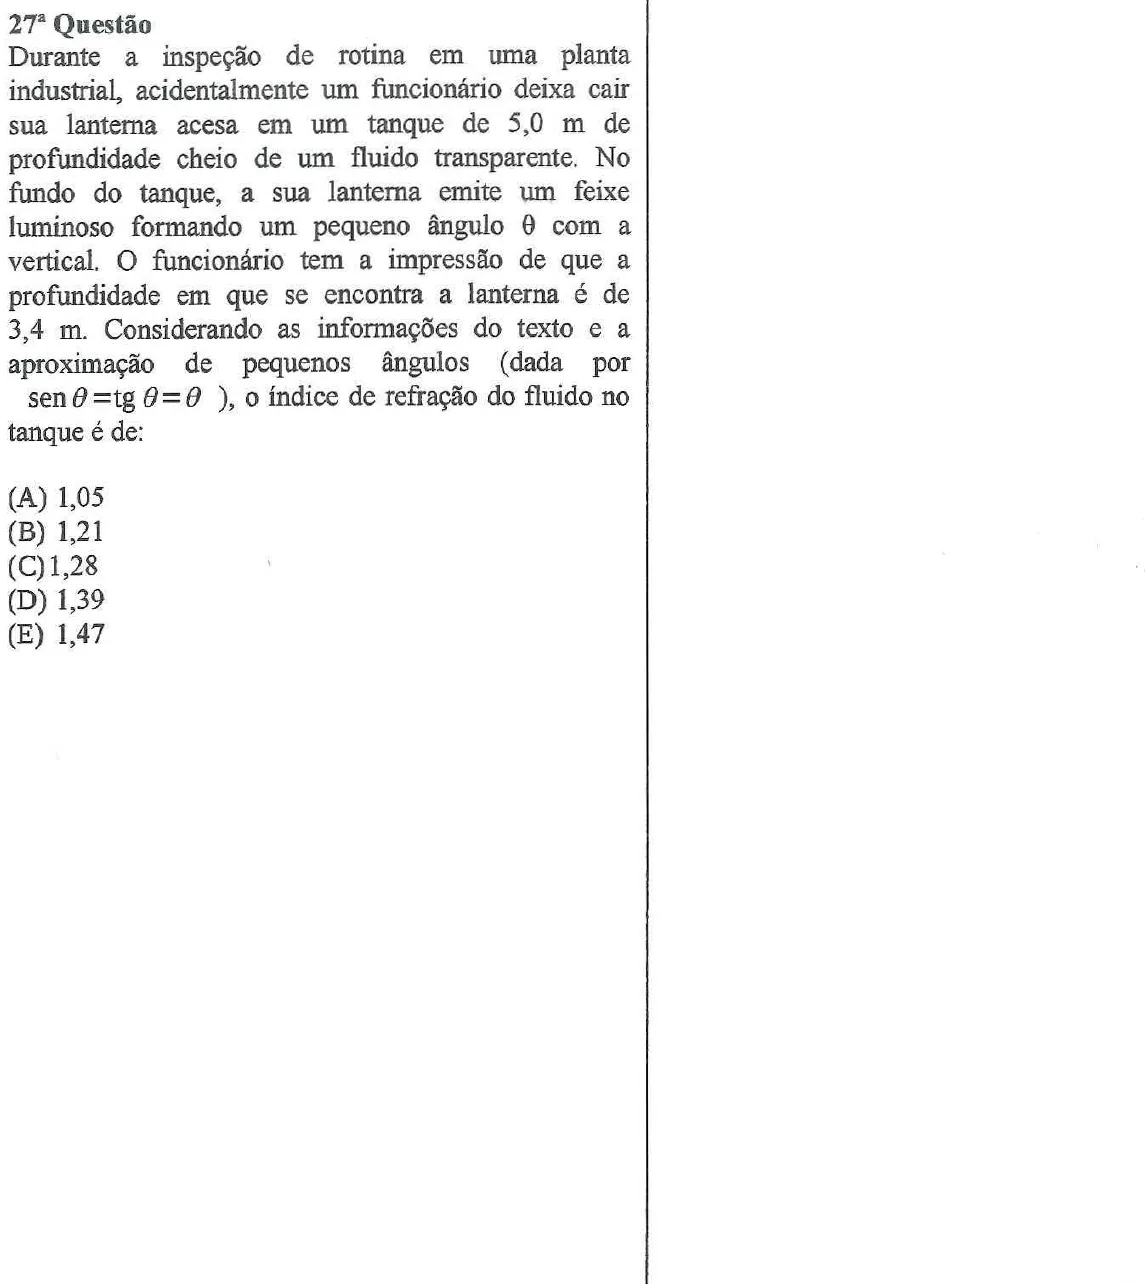 27ª Questão
Durante a inspeção de rotina em uma planta
industrial, acidentalmente um funcionário deixa cair
sua lanterna acesa em um tanque de 5,0 m de
profundidade cheio de um fluido transparente. No
fundo do tanque, a sua lanterna emite um feixe
luminoso formando um pequeno ângulo θ com a
vertical. O funcionário tem a impressão de que a
profundidade em que se encontra a lanterna é de
3,4 m. Considerando as informações do texto e a
aproximação de pequenos ângulos (dada por
sen θ = tg θ = θ ), o índice de refração do fluido no
tanque é de:
(A) 1,05
(B) 1,21
(C) 1,28
(D) 1,39
(E) 1,47